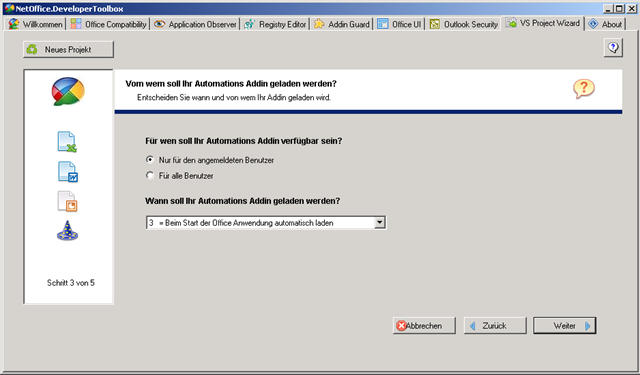 NetOffice.DeveloperToolbox
Willkommen Office Compatibility Application Observer Registry Editor Addin Guard Office UI Outlook Security VS Project Wizard About
Neues Projekt
Vom wem soll Ihr Automations Addin geladen werden?
Entscheiden Sie wann und von wem Ihr Addin geladen wird.
Für wen soll Ihr Automations Addin verfügbar sein?
Nur für den angemeldeten Benutzer
Für alle Benutzer
Wann soll Ihr Automations Addin geladen werden?
3 = Beim Start der Office Anwendung automatisch laden
Schritt 3 von 5
Abbrechen Zurück Weiter